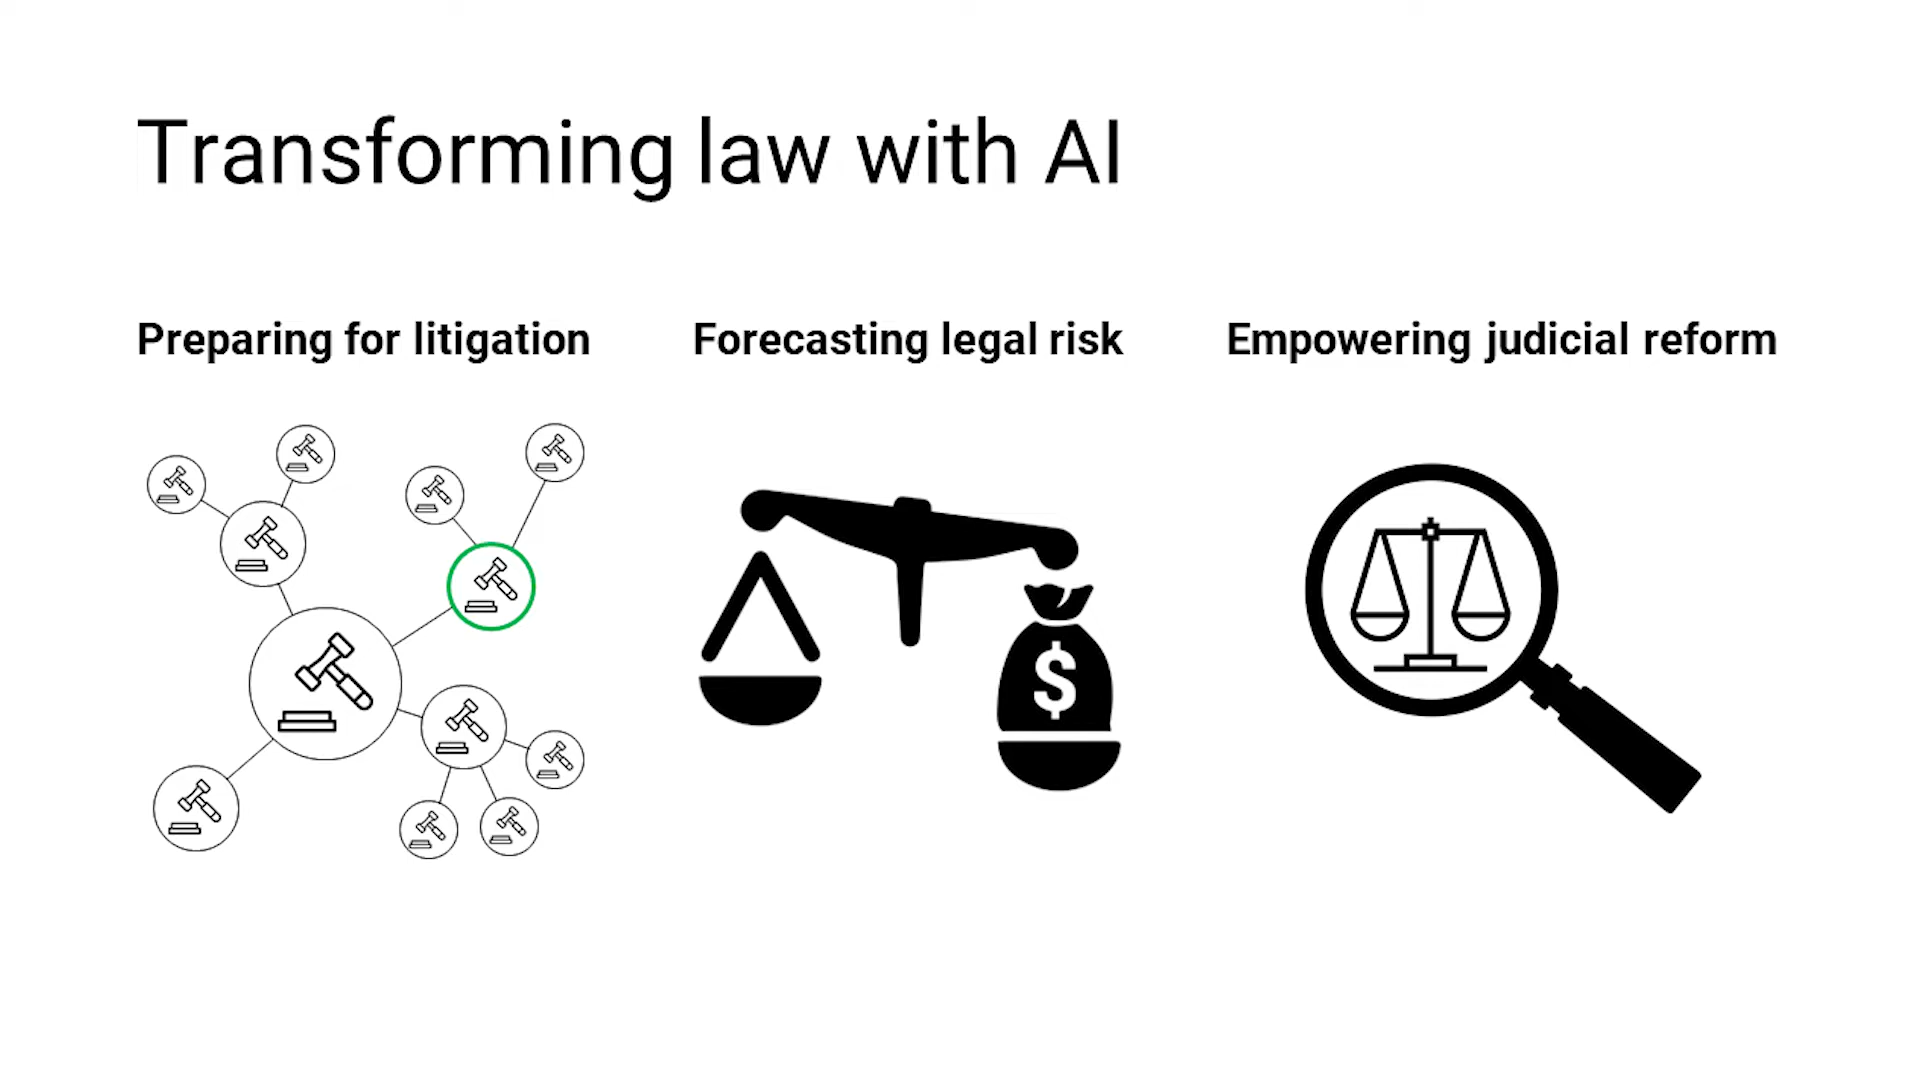 Transforming law with AI
Preparing for litigation
Forecasting legal risk
Empowering judicial reform
$